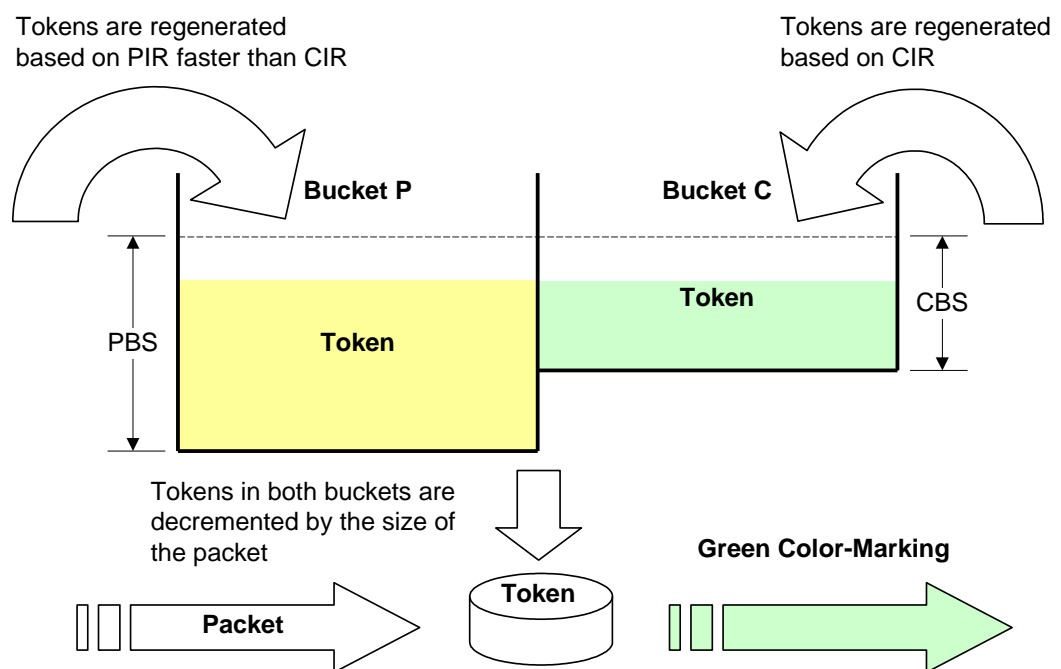 Tokens are regenerated
based on PIR faster than CIR
Tokens are regenerated
based on CIR
Bucket P
Bucket C
Token
Token
PBS
CBS
Tokens in both buckets are
decremented by the size of
the packet
Green Color-Marking
Packet
Token